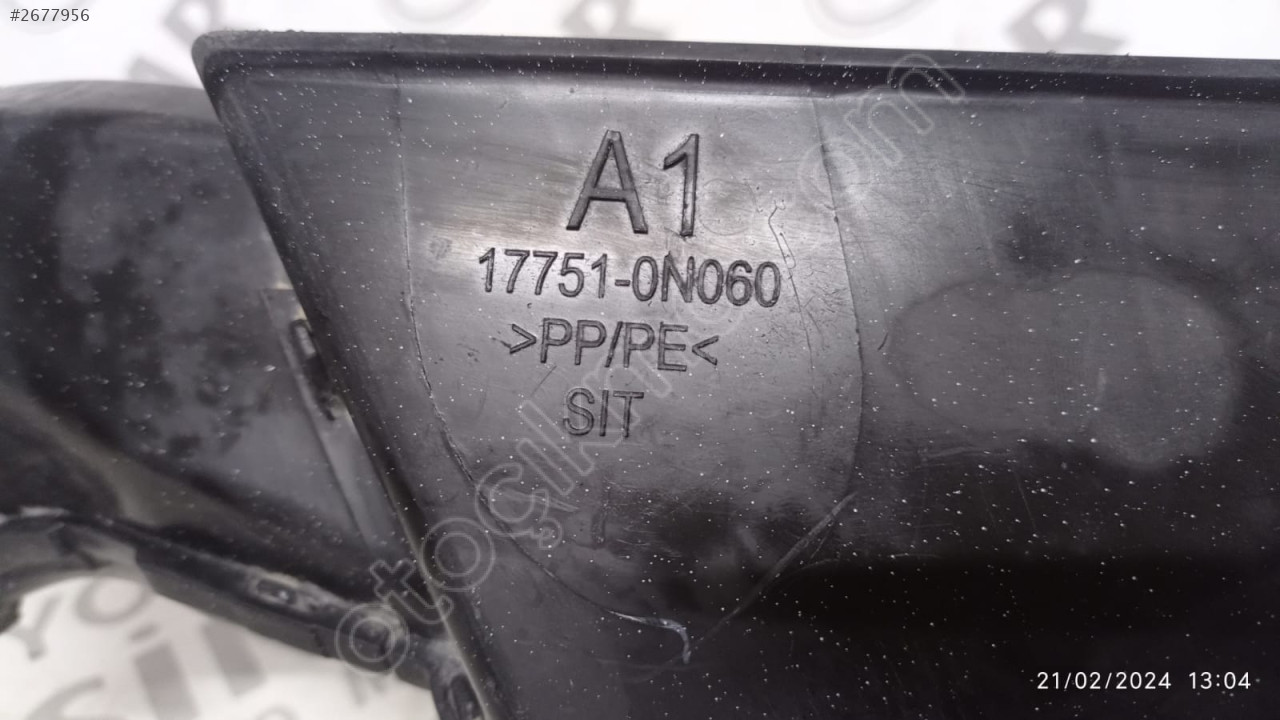 #2677956
A1
17751-0N060
>PP/PE<
SIT
21/02/2024 13:04